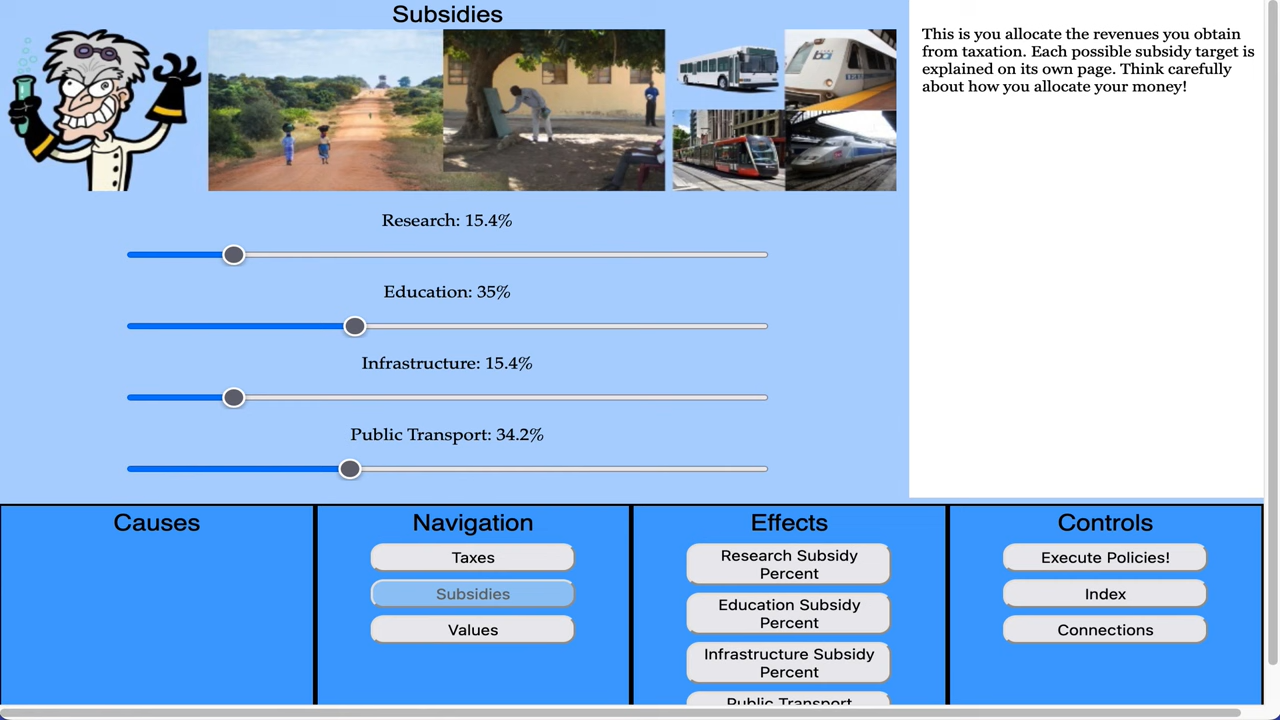 Subsidies
This is you allocate the revenues you obtain
from taxation. Each possible subsidy target is
explained on its own page. Think carefully
about how you allocate your money!
Research: 15.4%
Education: 35%
Infrastructure: 15.4%
Public Transport: 34.2%
Causes
Navigation
Taxes
Subsidies
Values
Effects
Research Subsidy
Percent
Education Subsidy
Percent
Infrastructure Subsidy
Percent
Public Transport
Controls
Execute Policies!
Index
Connections